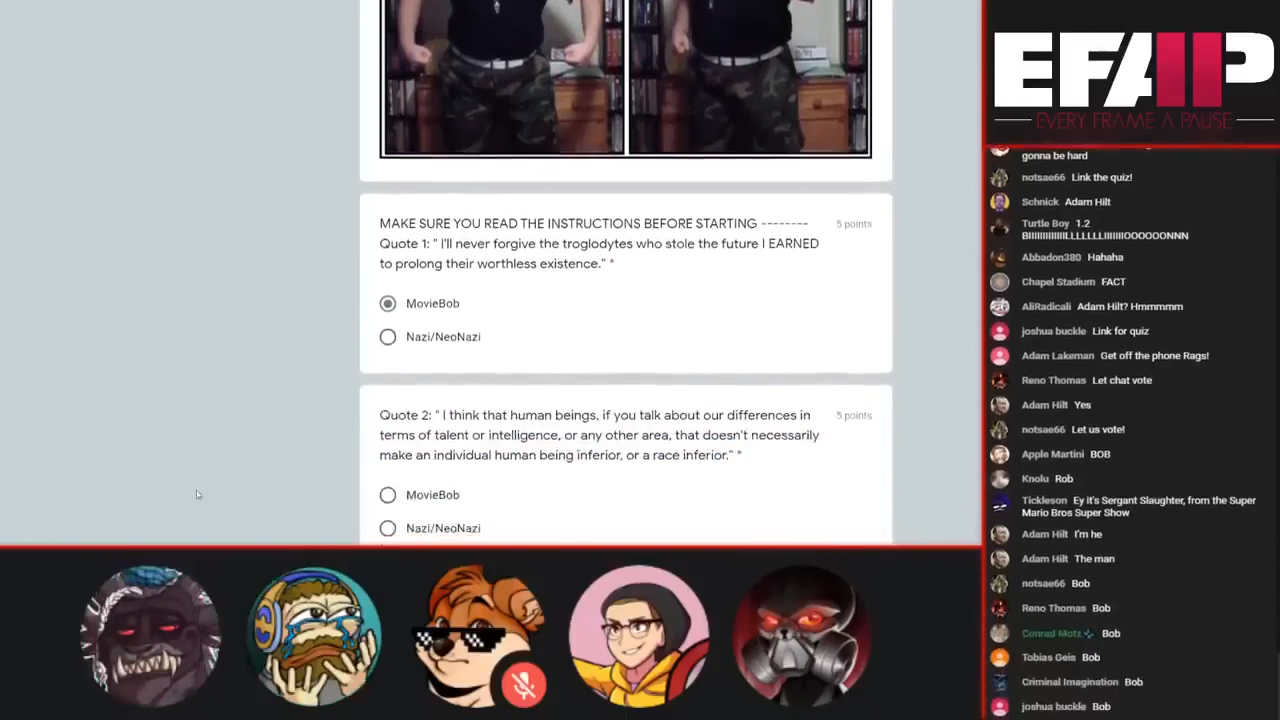 MAKE SURE YOU READ THE INSTRUCTIONS BEFORE STARTING --------
Quote 1: " I'll never forgive the troglodytes who stole the future I EARNED
to prolong their worthless existence." *
5 points
MovieBob
Nazi/NeoNazi
Quote 2: " I think that human beings, if you talk about our differences in
terms of talent or intelligence, or any other area, that doesn't necessarily
make an individual human being inferior, or a race inferior." *
5 points
MovieBob
Nazi/NeoNazi
EFAP
EVERY FRAME A PAUSE
gonna be hard
notsae66 Link the quiz!
Schnick Adam Hilt
Turtle Boy 1.2
Abbadon380 Hahaha
Chapel Stadium FACT
AliRadicali Adam Hilt? Hmmmmm
joshua buckle Link for quiz
Adam Lakeman Get off the phone Rags!
Reno Thomas Let chat vote
Adam Hilt Yes
notsae66 Let us vote!
Apple Martini BOB
Knolu Rob
Tickleson Ey it's Sergant Slaughter, from the Super
Mario Bros Super Show
Adam Hilt I'm he
Adam Hilt The man
notsae66 Bob
Reno Thomas Bob
Conrad Motz Bob
Tobias Geis Bob
Criminal Imagination Bob
joshua buckle Bob